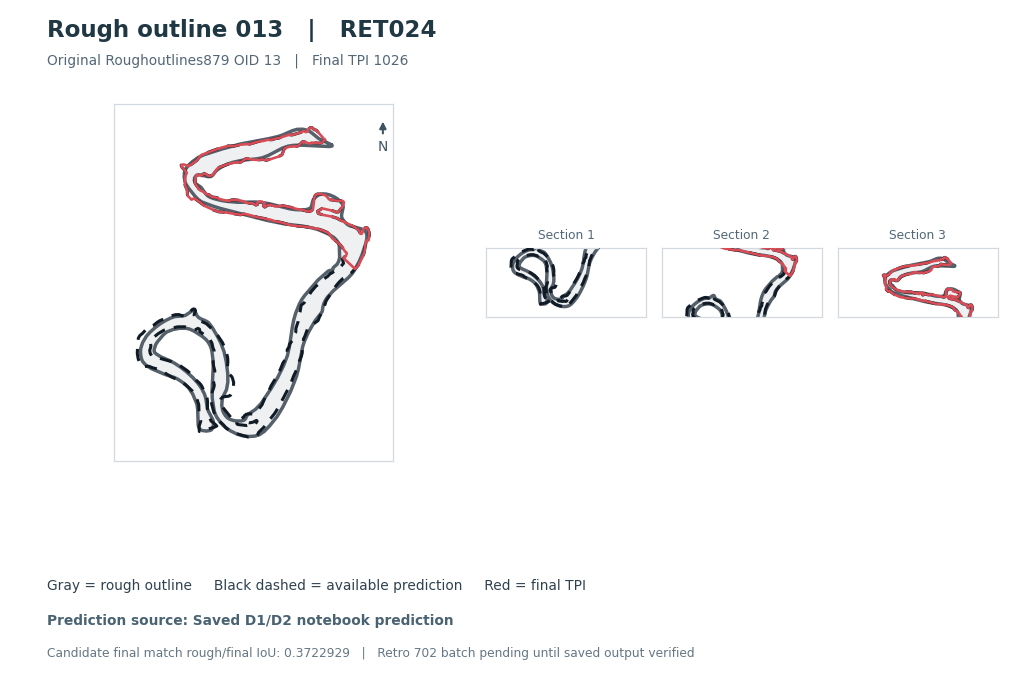 Rough outline 013   |   RET024
Original Roughoutlines879 OID 13   |   Final TPI 1026
N
Section 1
Section 2
Section 3
Gray = rough outline     Black dashed = available prediction     Red = final TPI
Prediction source: Saved D1/D2 notebook prediction
Candidate final match rough/final IoU: 0.3722929   |   Retro 702 batch pending until saved output verified